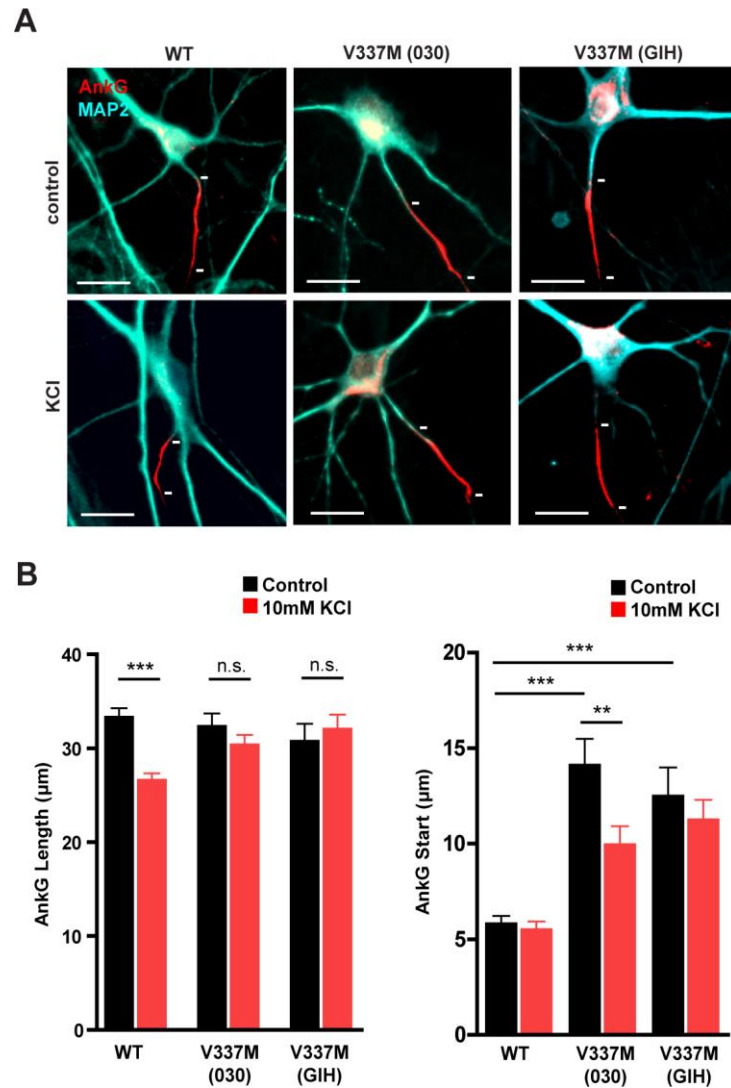 A
WT
V337M (030)
V337M (GIH)
AnkG
MAP2
control
KCl
B
Control
10mM KCl
Control
10mM KCl
AnkG Length (µm)
40
30
20
10
0
***
n.s.
n.s.
WT
V337M
(030)
V337M
(GIH)
AnkG Start (µm)
20
15
10
5
0
***
***
**
WT
V337M
(030)
V337M
(GIH)